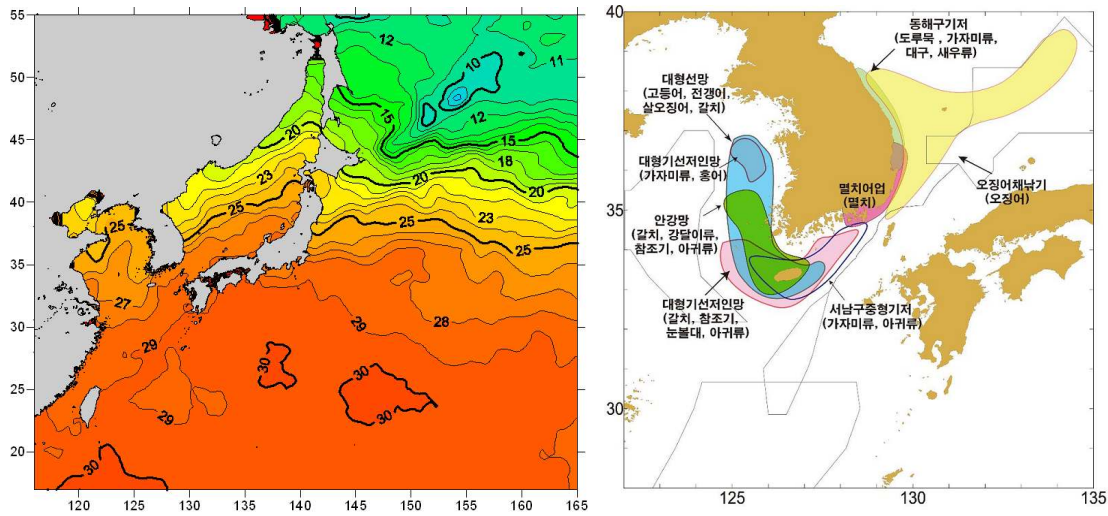 55
50
45
40
35
30
25
20
120
125
130
135
140
145
150
155
160
165
12
11
10
12
15
15
18
20
20
20
23
23
25
25
25
25
27
28
29
29
29
30
30
30
30
40
35
30
125
130
135
동해구기저
(도루묵 , 가자미류,
대구, 새우류)
대형선망
(고등어, 전갱이,
살오징어, 갈치)
대형기선저인망
(가자미류, 홍어)
멸치어업
(멸치)
오징어채낚기
(오징어)
안강망
(갈치, 강달이류,
참조기, 아귀류)
대형기선저인망
(갈치, 참조기,
눈볼대, 아귀류)
서남구중형기저
(가자미류, 아귀류)